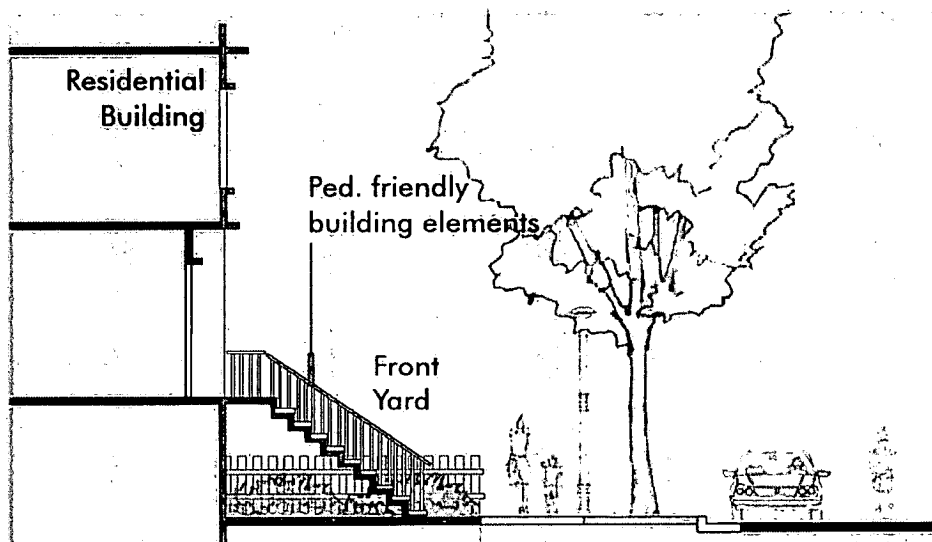 Residential
Building
Ped. friendly
building elements
Front
Yard